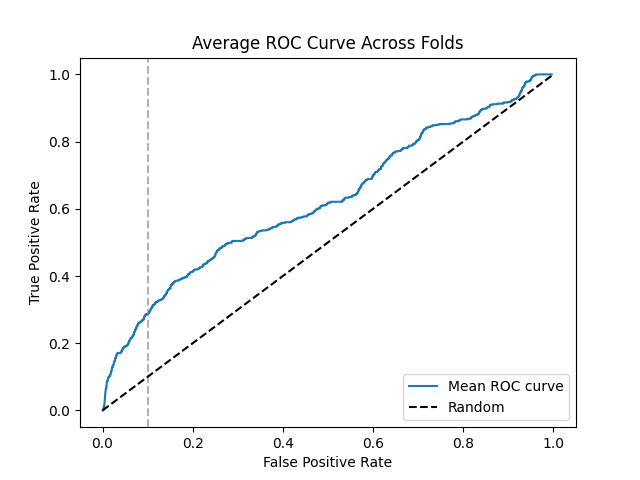 Average ROC Curve Across Folds
True Positive Rate
1.0
0.8
0.6
0.4
0.2
0.0
0.0 0.2 0.4 0.6 0.8 1.0
False Positive Rate
Mean ROC curve
Random